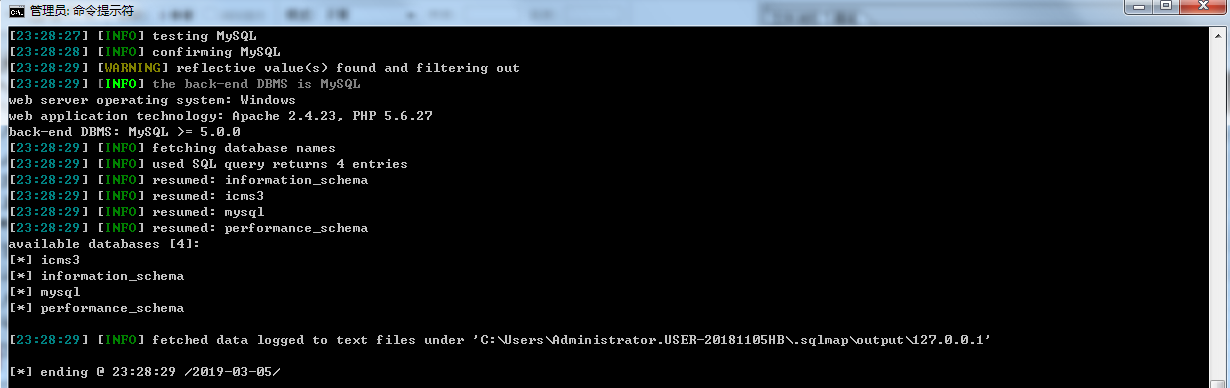 管理员: 命令提示符
[23:28:27] [INFO] testing MySQL
[23:28:28] [INFO] confirming MySQL
[23:28:29] [WARNING] reflective value(s) found and filtering out
[23:28:29] [INFO] the back-end DBMS is MySQL
web server operating system: Windows
web application technology: Apache 2.4.23, PHP 5.6.27
back-end DBMS: MySQL >= 5.0.0
[23:28:29] [INFO] fetching database names
[23:28:29] [INFO] used SQL query returns 4 entries
[23:28:29] [INFO] resumed: information_schema
[23:28:29] [INFO] resumed: icms3
[23:28:29] [INFO] resumed: mysql
[23:28:29] [INFO] resumed: performance_schema
available databases [4]:
[*] icms3
[*] information_schema
[*] mysql
[*] performance_schema
[23:28:29] [INFO] fetched data logged to text files under 'C:\Users\Administrator.USER-20181105HB\.sqlmap\output\127.0.0.1'
[*] ending @ 23:28:29 /2019-03-05/